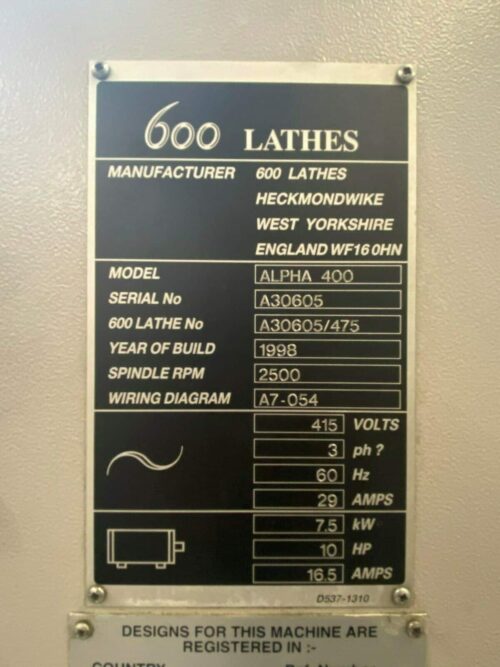 600 LATHES
MANUFACTURER 600 LATHES
HECKMONDWIKE
WEST YORKSHIRE
ENGLAND WF16 0HN
MODEL ALPHA 400
SERIAL No A30605
600 LATHE No A30605/475
YEAR OF BUILD 1998
SPINDLE RPM 2500
WIRING DIAGRAM A7-054
415 VOLTS
3 ph ?
60 Hz
29 AMPS
7.5 kW
10 HP
16.5 AMPS
D537-1310
DESIGNS FOR THIS MACHINE ARE
REGISTERED IN :-
COUNTRY